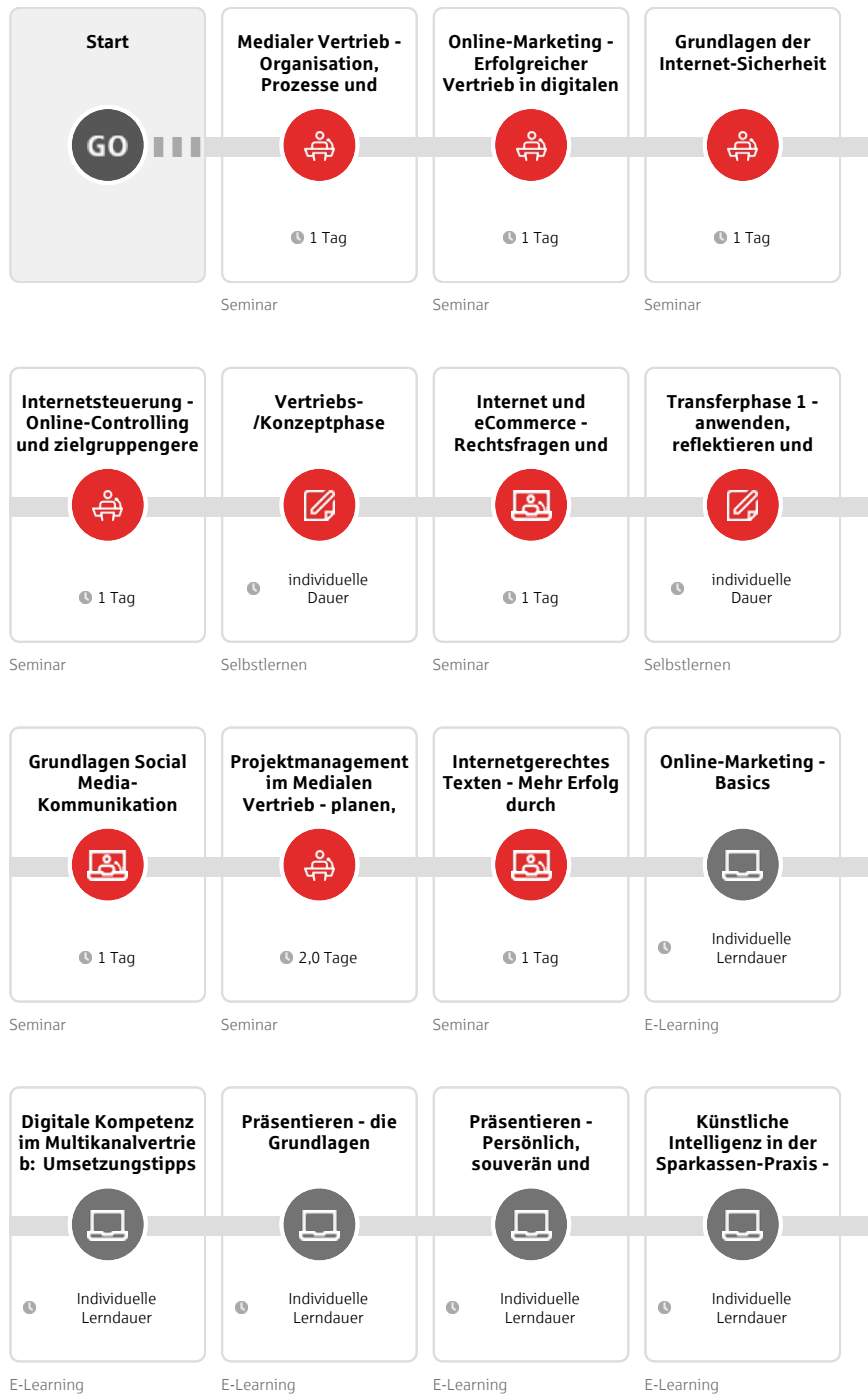 Start
GO
Medialer Vertrieb -
Organisation,
Prozesse und
1 Tag
Seminar
Online-Marketing -
Erfolgreicher
Vertrieb in digitalen
1 Tag
Seminar
Grundlagen der
Internet-Sicherheit
1 Tag
Seminar
Internetsteuerung -
Online-Controlling
und zielgruppengere
1 Tag
Seminar
Vertriebs-
/Konzeptphase
individuelle
Dauer
Selbstlernen
Internet und
eCommerce -
Rechtsfragen und
1 Tag
Seminar
Transferphase 1 -
anwenden,
reflektieren und
individuelle
Dauer
Selbstlernen
Grundlagen Social
Media-
Kommunikation
1 Tag
Seminar
Projektmanagement
im Medialen
Vertrieb - planen,
2,0 Tage
Seminar
Internetgerechtes
Texten - Mehr Erfolg
durch
1 Tag
Seminar
Online-Marketing -
Basics
Individuelle
Lerndauer
E-Learning
Digitale Kompetenz
im Multikanalvertrie
b: Umsetzungstipps
Individuelle
Lerndauer
E-Learning
Präsentieren - die
Grundlagen
Individuelle
Lerndauer
E-Learning
Präsentieren -
Persönlich,
souverän und
Individuelle
Lerndauer
E-Learning
Künstliche
Intelligenz in der
Sparkassen-Praxis -
Individuelle
Lerndauer
E-Learning